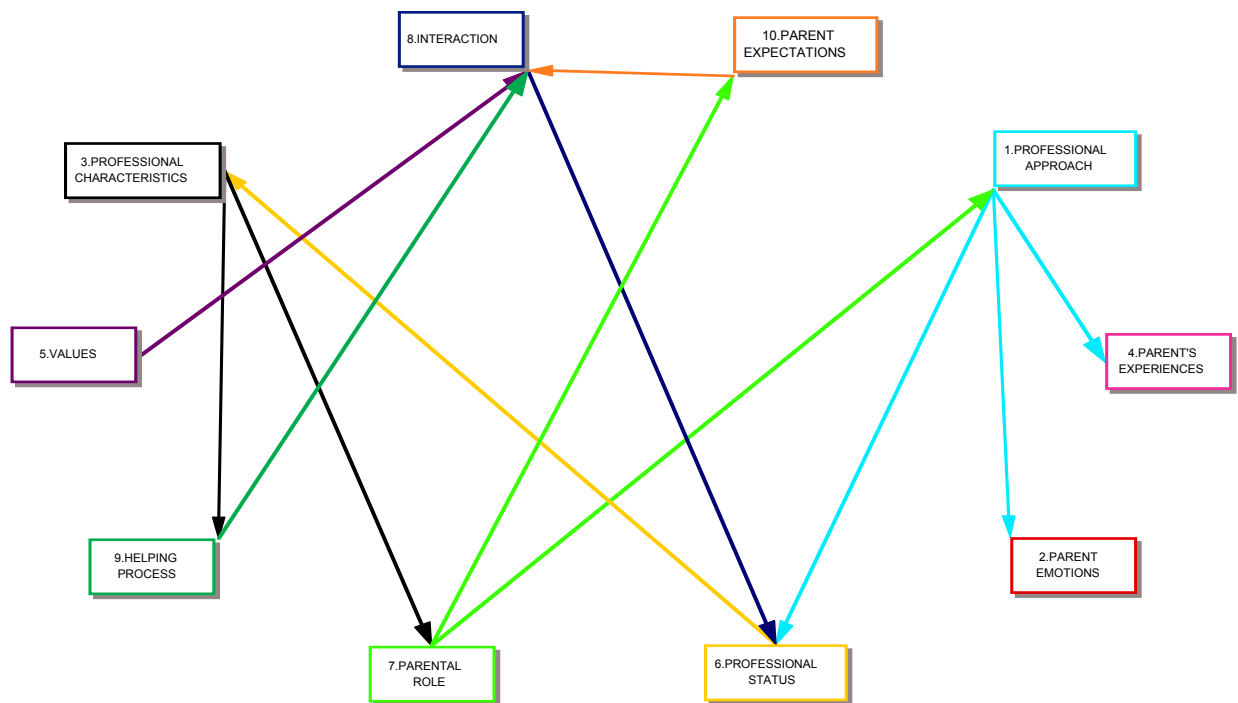 8.INTERACTION
10.PARENT
EXPECTATIONS
3.PROFESSIONAL
CHARACTERISTICS
1.PROFESSIONAL
APPROACH
5.VALUES
4.PARENT'S
EXPERIENCES
9.HELPING
PROCESS
2.PARENT
EMOTIONS
7.PARENTAL
ROLE
6.PROFESSIONAL
STATUS